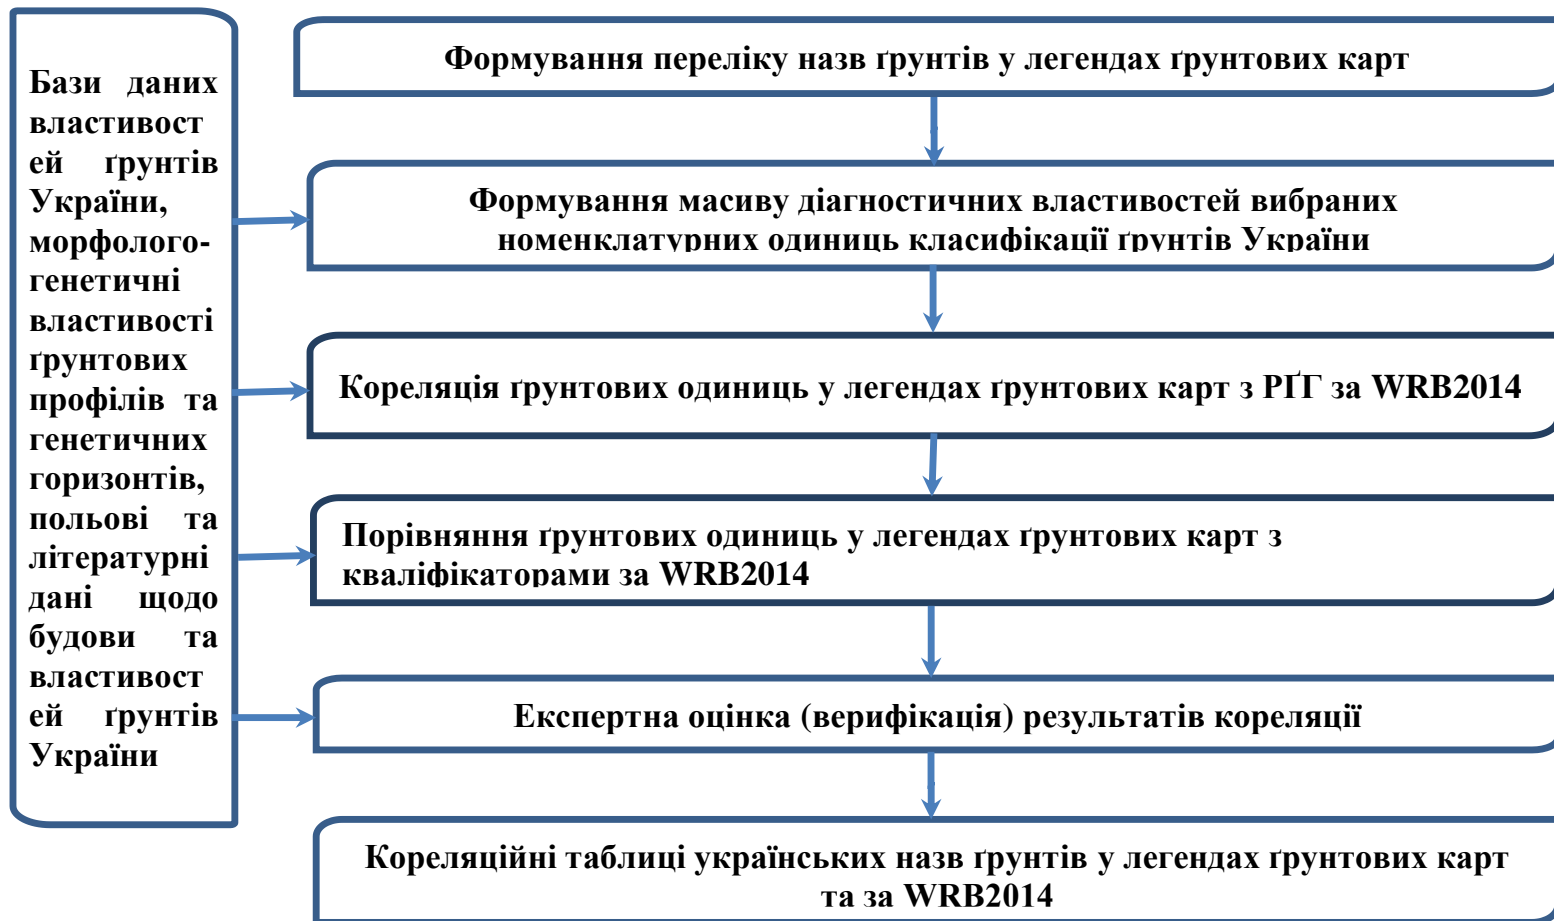 Бази даних
властивост
ей ґрунтів
України,
морфолого-
генетичні
властивості
ґрунтових
профілів та
генетичних
горизонтів,
польові та
літературні
дані щодо
будови та
властивост
ей ґрунтів
України
Формування переліку назв ґрунтів у легендах ґрунтових карт
Формування масиву діагностичних властивостей вибраних
номенклатурних одиниць класифікації ґрунтів України
Кореляція ґрунтових одиниць у легендах ґрунтових карт з РҐГ за WRB2014
Порівняння ґрунтових одиниць у легендах ґрунтових карт з
кваліфікаторами за WRB2014
Експертна оцінка (верифікація) результатів кореляції
Кореляційні таблиці українських назв ґрунтів у легендах ґрунтових карт
та за WRB2014